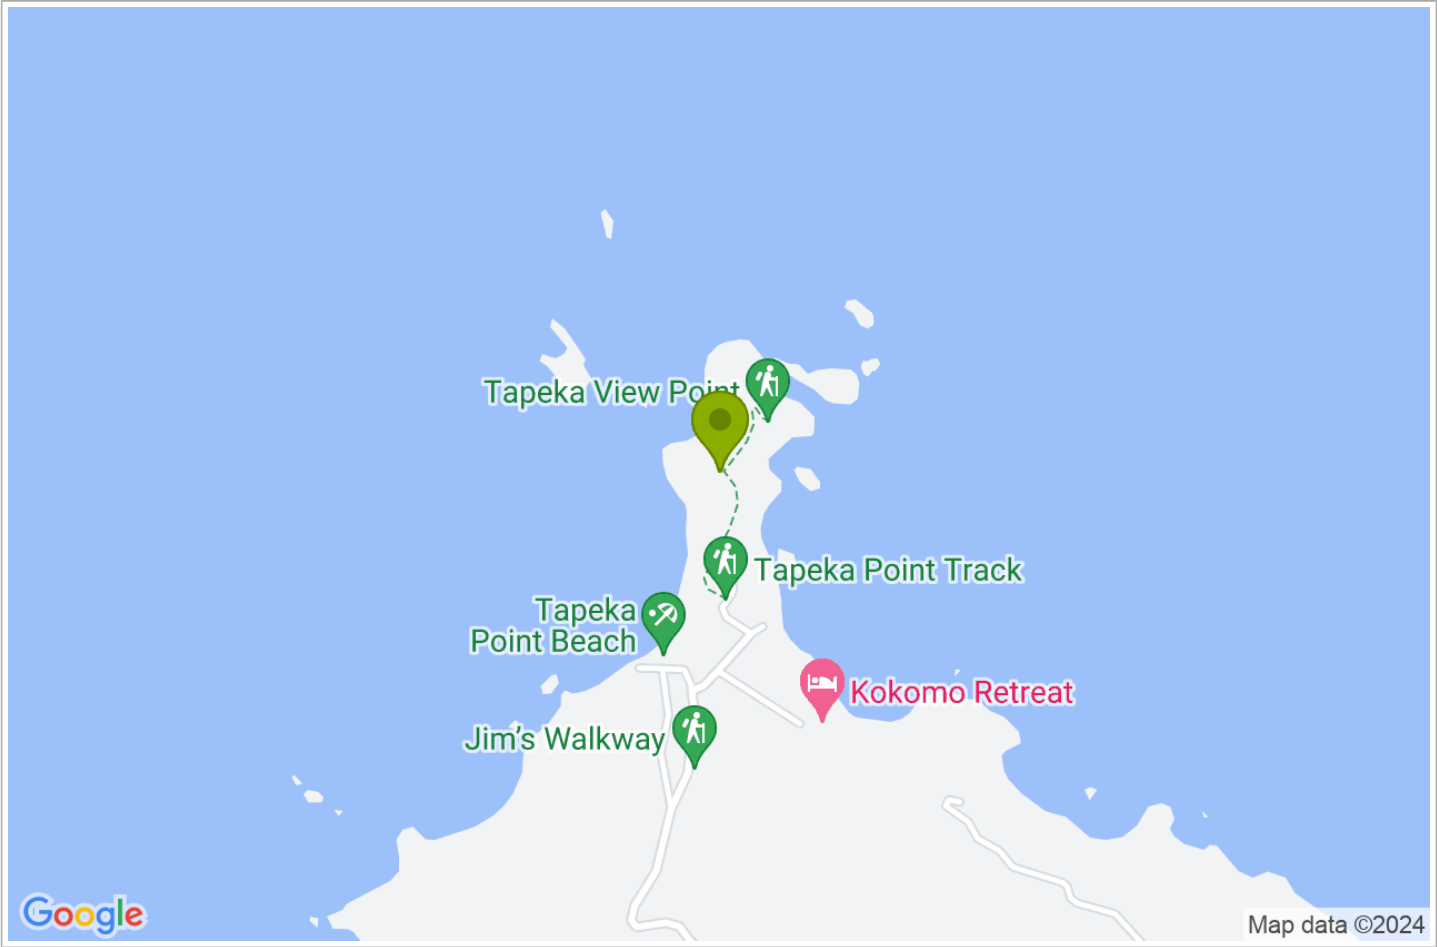 Tapeka View Point
Tapeka Point Track
Tapeka
Point Beach
Kokomo Retreat
Jim's Walkway
Google
Map data ©2024